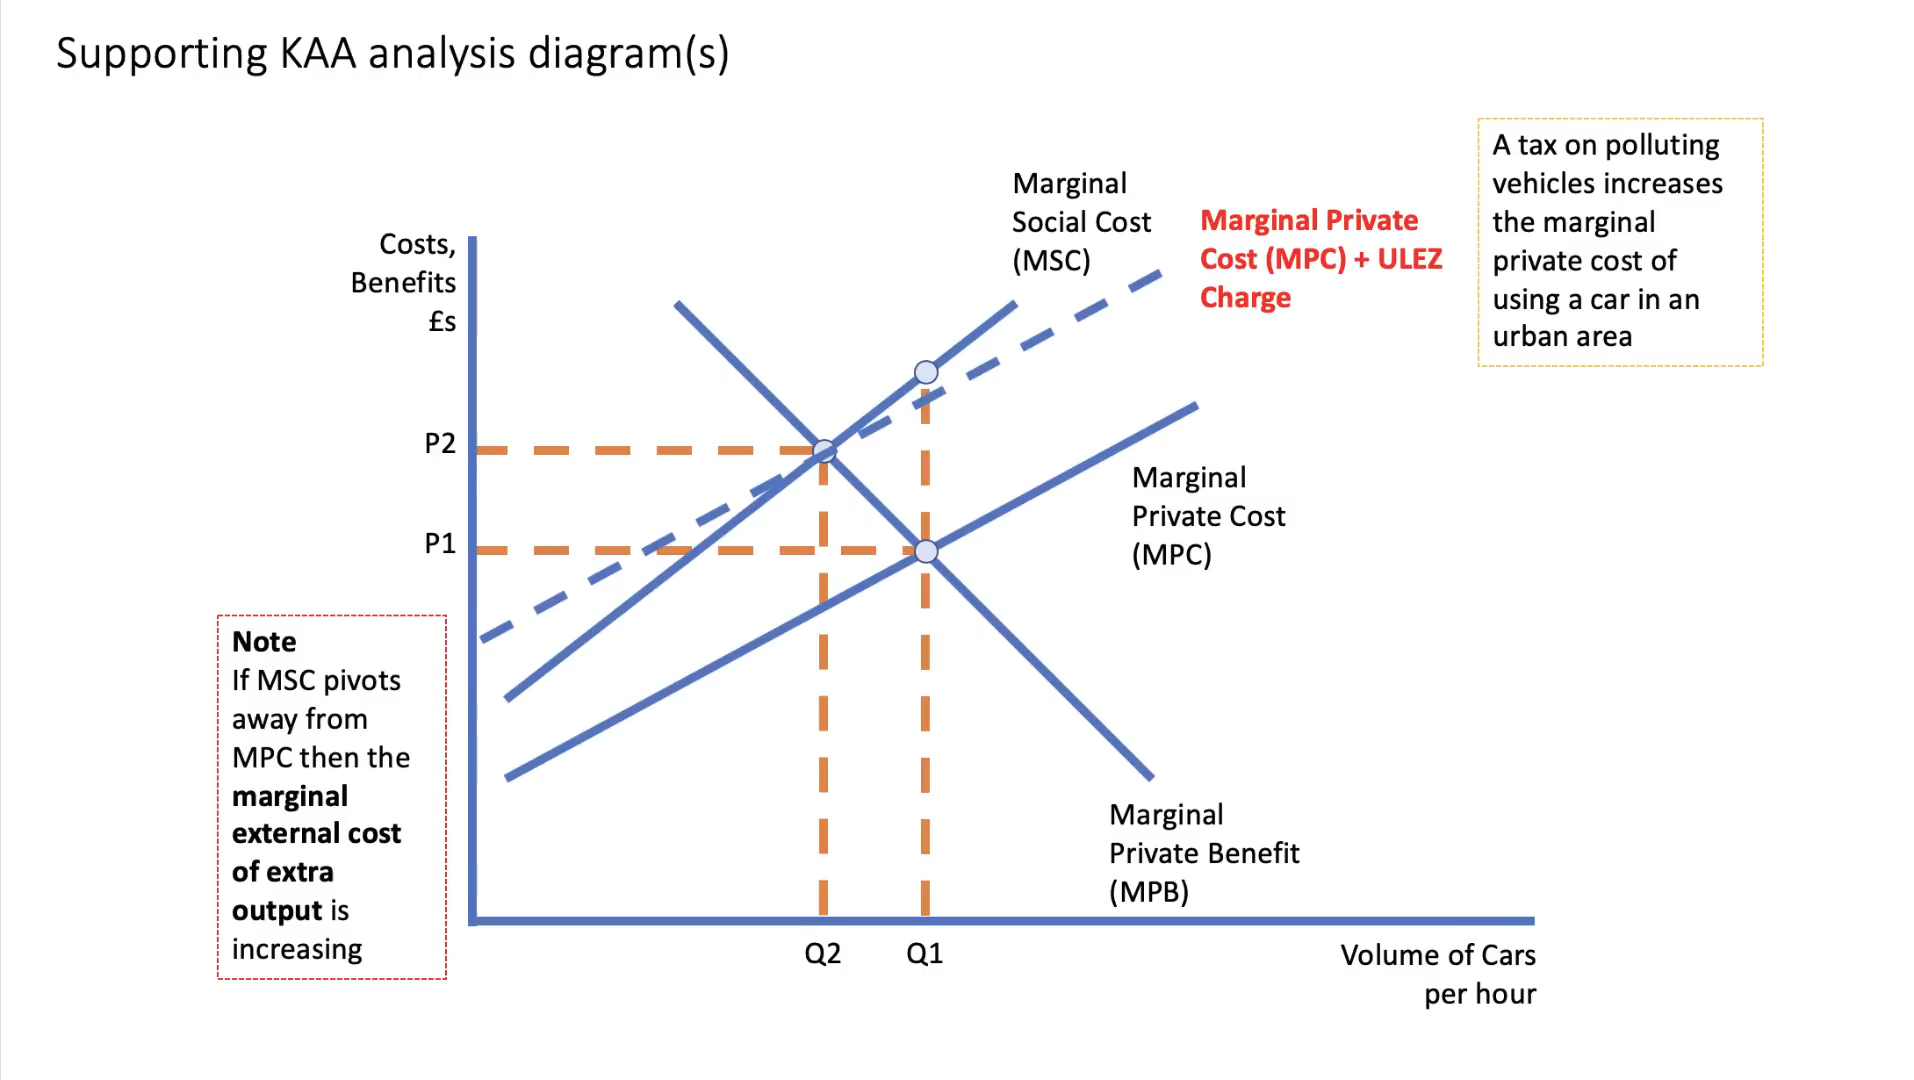 Supporting KAA analysis diagram(s)
A tax on polluting
vehicles increases
the marginal
private cost of
using a car in an
urban area
Marginal
Social Cost
(MSC)
Marginal Private
Cost (MPC) + ULEZ
Charge
Costs,
Benefits
£s
P2
P1
Marginal
Private Cost
(MPC)
Note
If MSC pivots
away from
MPC then the
marginal
external cost
of extra
output is
increasing
Marginal
Private Benefit
(MPB)
Q2
Q1
Volume of Cars
per hour